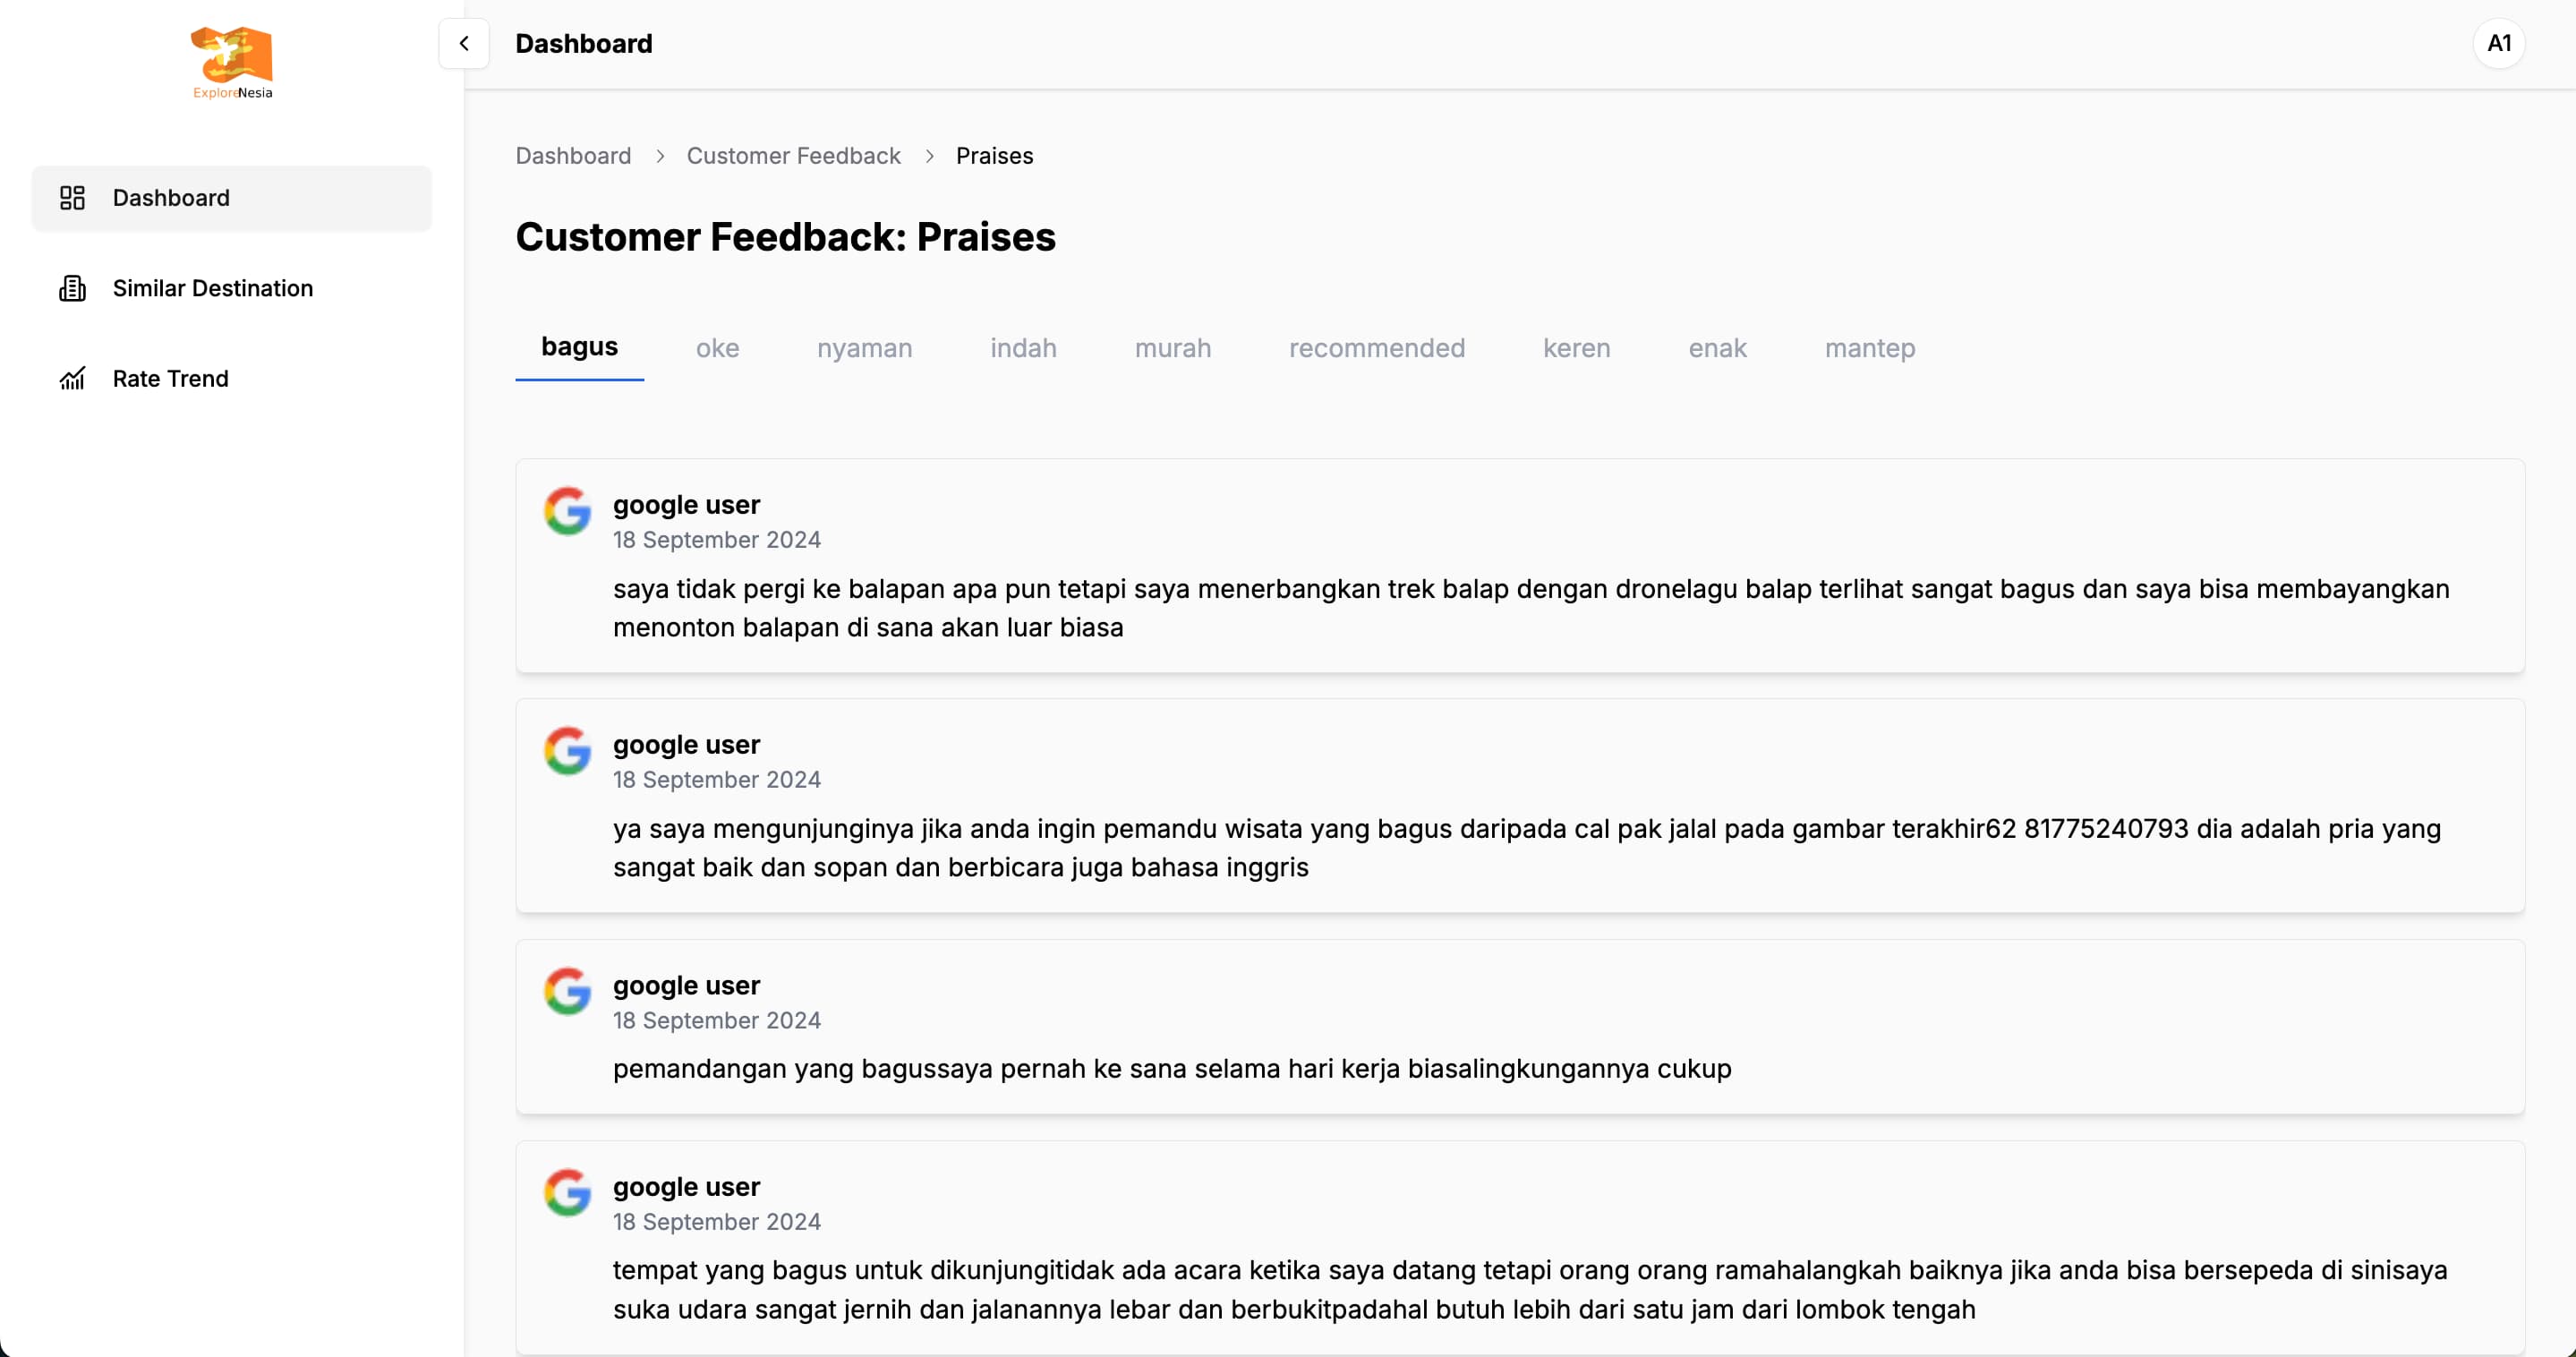 ExploreNesia
Dashboard
A1
Dashboard
Similar Destination
Rate Trend
Dashboard > Customer Feedback > Praises
Customer Feedback: Praises
bagus oke nyaman indah murah recommended keren enak mantep
google user
18 September 2024
saya tidak pergi ke balapan apa pun tetapi saya menerbangkan trek balap dengan dronelagu balap terlihat sangat bagus dan saya bisa membayangkan
menonton balapan di sana akan luar biasa
google user
18 September 2024
ya saya mengunjunginya jika anda ingin pemandu wisata yang bagus daripada cal pak jalal pada gambar terakhir62 81775240793 dia adalah pria yang
sangat baik dan sopan dan berbicara juga bahasa inggris
google user
18 September 2024
pemandangan yang bagussaya pernah ke sana selama hari kerja biasalingkungannya cukup
google user
18 September 2024
tempat yang bagus untuk dikunjungitidak ada acara ketika saya datang tetapi orang orang ramahalangkah baiknya jika anda bisa bersepeda di sinisaya
suka udara sangat jernih dan jalanannya lebar dan berbukitpadahal butuh lebih dari satu jam dari lombok tengah